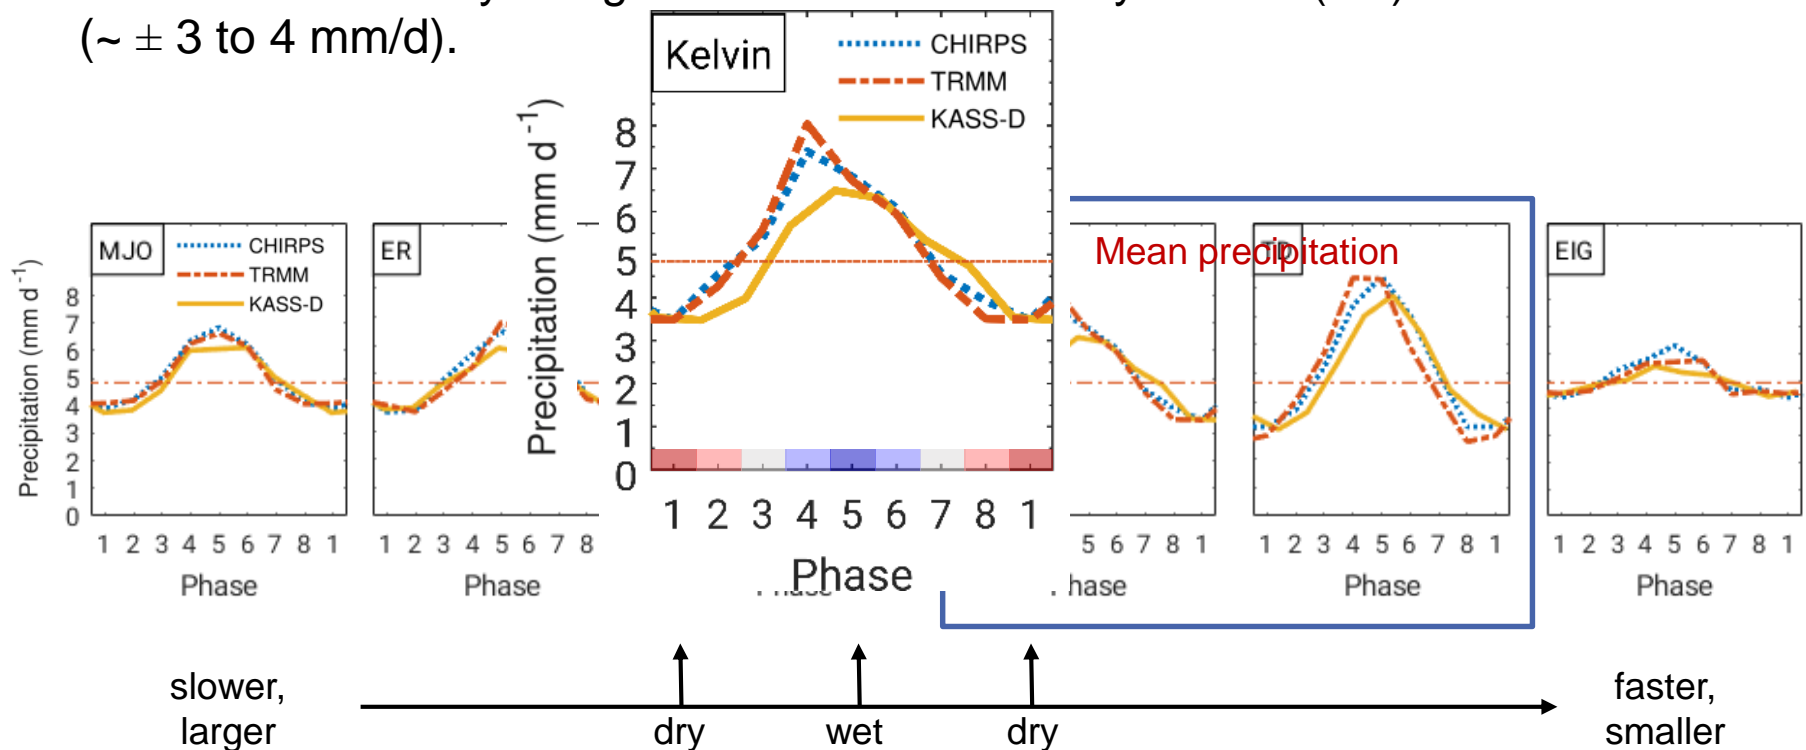 (~ ± 3 to 4 mm/d).
Kelvin
CHIRPS
TRMM
KASS-D
Precipitation (mm d⁻¹)
8
7
6
5
4
3
2
1
0
1 2 3 4 5 6 7 8 1
Phase
MJO
CHIRPS
TRMM
KASS-D
Precipitation (mm d⁻¹)
8
7
6
5
4
3
2
1
0
1 2 3 4 5 6 7 8 1
Phase
ER
1 2 3 4 5 6 7 8
Phase
Mean precipitation
5 6 7 8 1
hase
TD
1 2 3 4 5 6 7 8 1
Phase
EIG
1 2 3 4 5 6 7 8 1
Phase
slower,
larger
dry
wet
dry
faster,
smaller